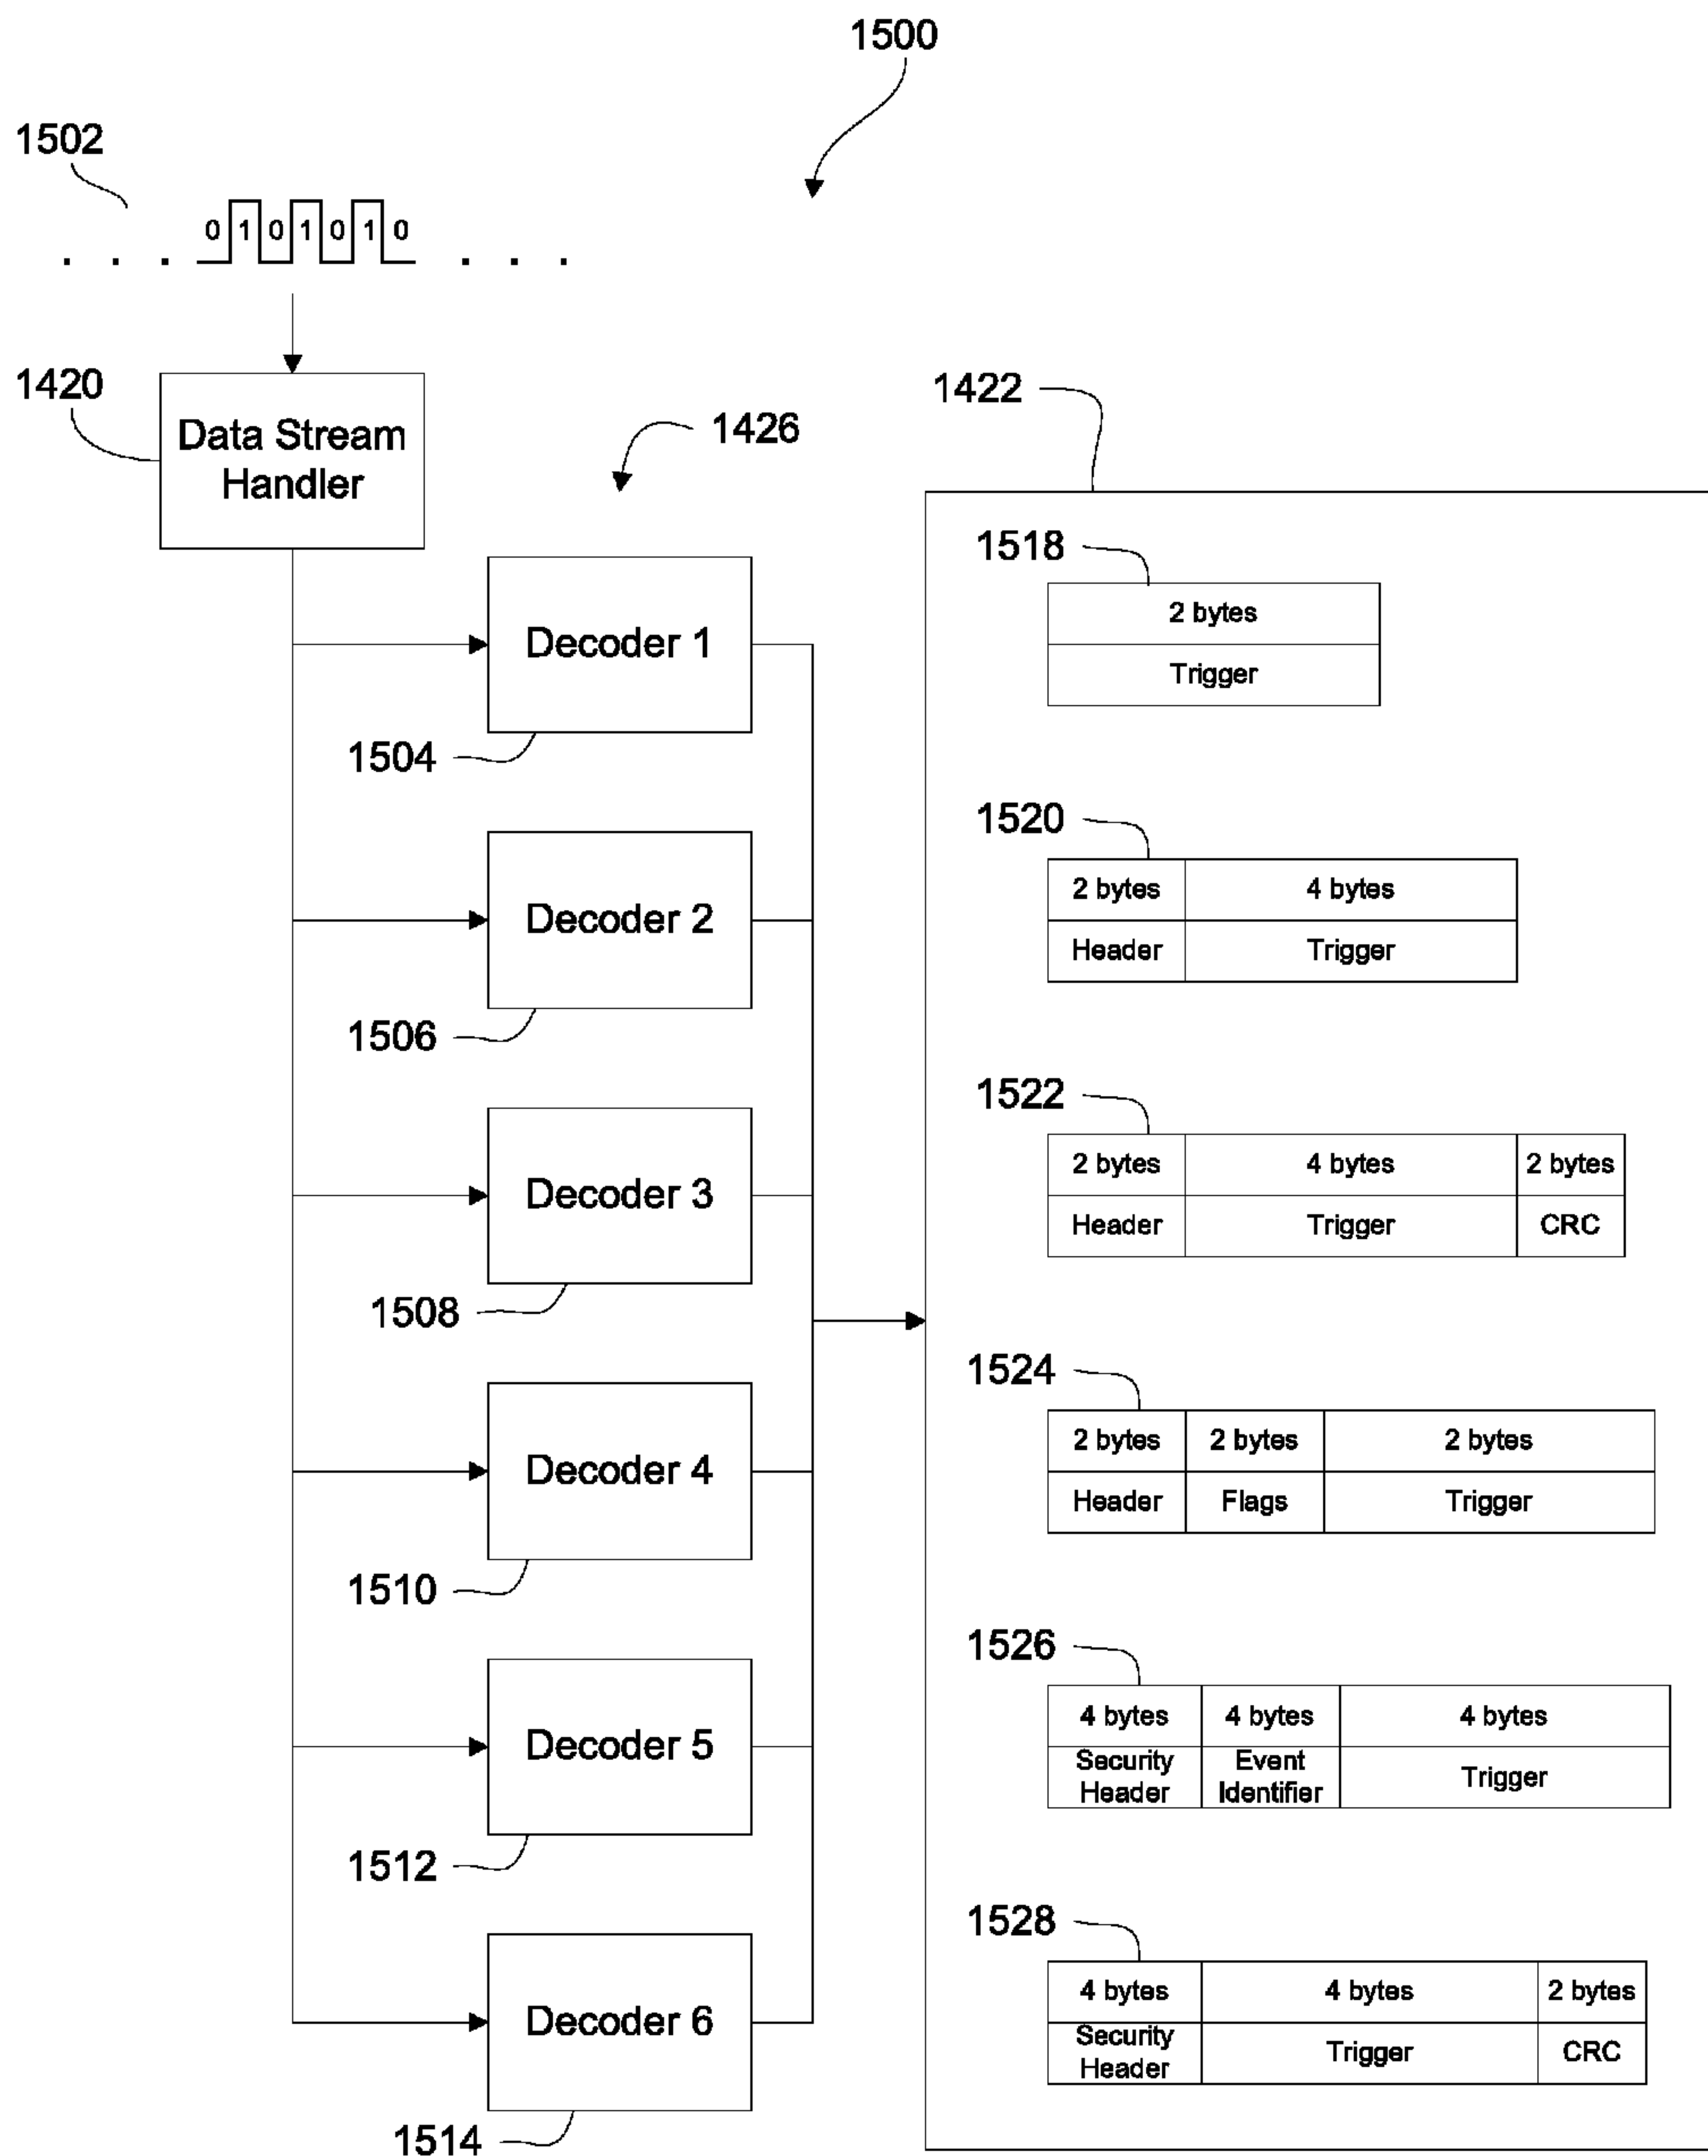 1500
1502
0 1 0 1 0 1 0
. . . . . .
1420
Data Stream
Handler
1426
1422
Decoder 1
1504
Decoder 2
1506
Decoder 3
1508
Decoder 4
1510
Decoder 5
1512
Decoder 6
1514
1518
2 bytes
Trigger
1520
2 bytes 4 bytes
Header Trigger
1522
2 bytes 4 bytes 2 bytes
Header Trigger CRC
1524
2 bytes 2 bytes 2 bytes
Header Flags Trigger
1526
4 bytes 4 bytes 4 bytes
Security Header Event Identifier Trigger
1528
4 bytes 4 bytes 2 bytes
Security Header Trigger CRC